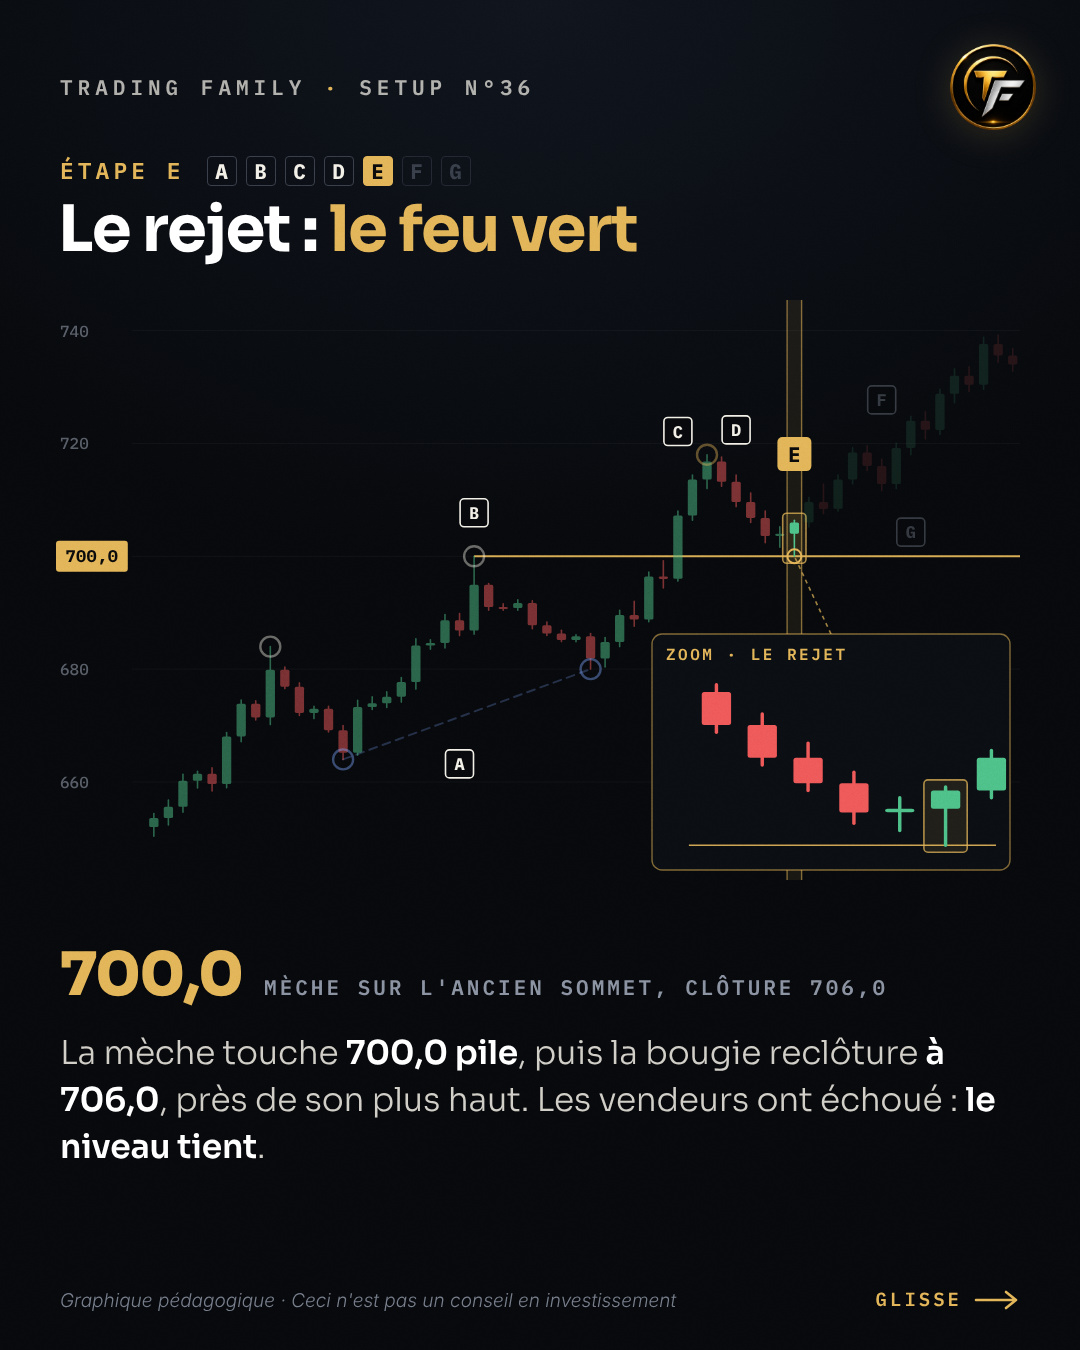 TRADING FAMILY · SETUP N°36
TF
ÉTAPE E A B C D E F G
Le rejet : le feu vert
740
720
700,0
680
660
A
B
C
D
E
F
G
ZOOM · LE REJET
700,0 MÈCHE SUR L'ANCIEN SOMMET, CLÔTURE 706,0
La mèche touche 700,0 pile, puis la bougie reclôture à
706,0, près de son plus haut. Les vendeurs ont échoué : le
niveau tient.
Graphique pédagogique · Ceci n'est pas un conseil en investissement
GLISSE